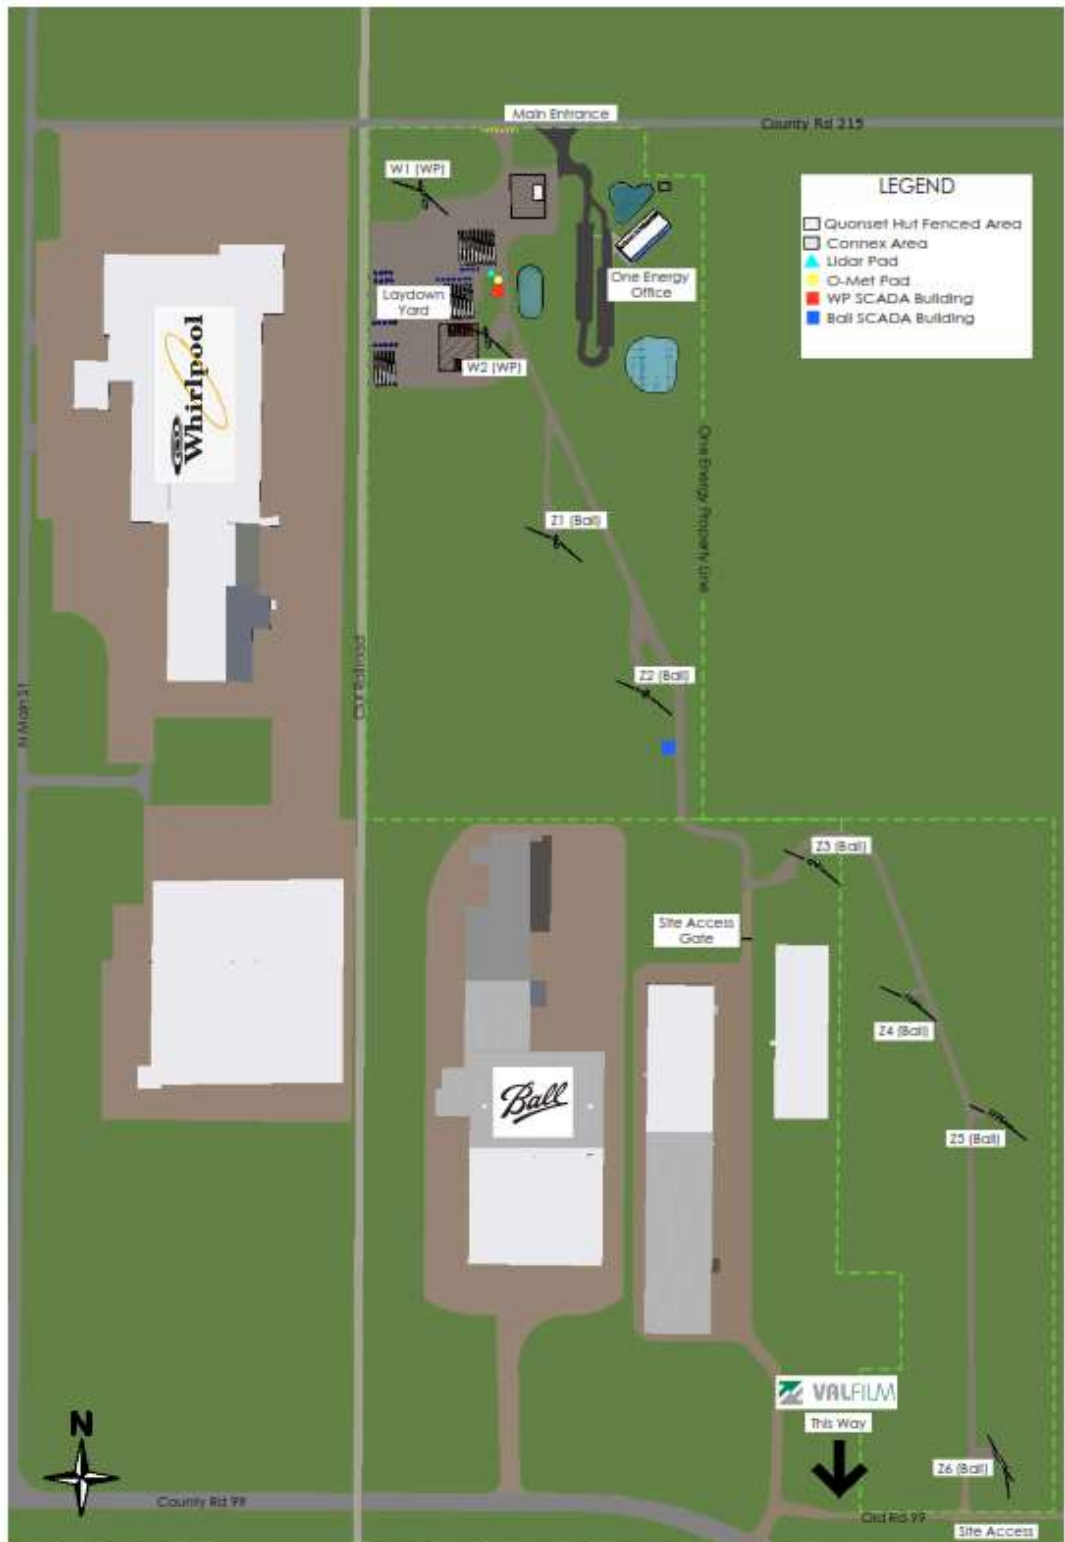 Main Entrance
County Rd 215
W1 (WP)
LEGEND
Quonset Hut Fenced Area
Connex Area
Lidar Pad
O-Met Pad
WP SCADA Building
Ball SCADA Building
One Energy
Office
Laydown
Yard
W2 (WP)
Whirlpool
One Energy Property Line
Z1 (Ball)
CSX Railroad
Z2 (Ball)
N Main St
Z3 (Ball)
Site Access
Gate
Z4 (Ball)
Ball
Z5 (Ball)
VALFILM
This Way
N
Z6 (Ball)
County Rd 99
Old Rd 99
Site Access